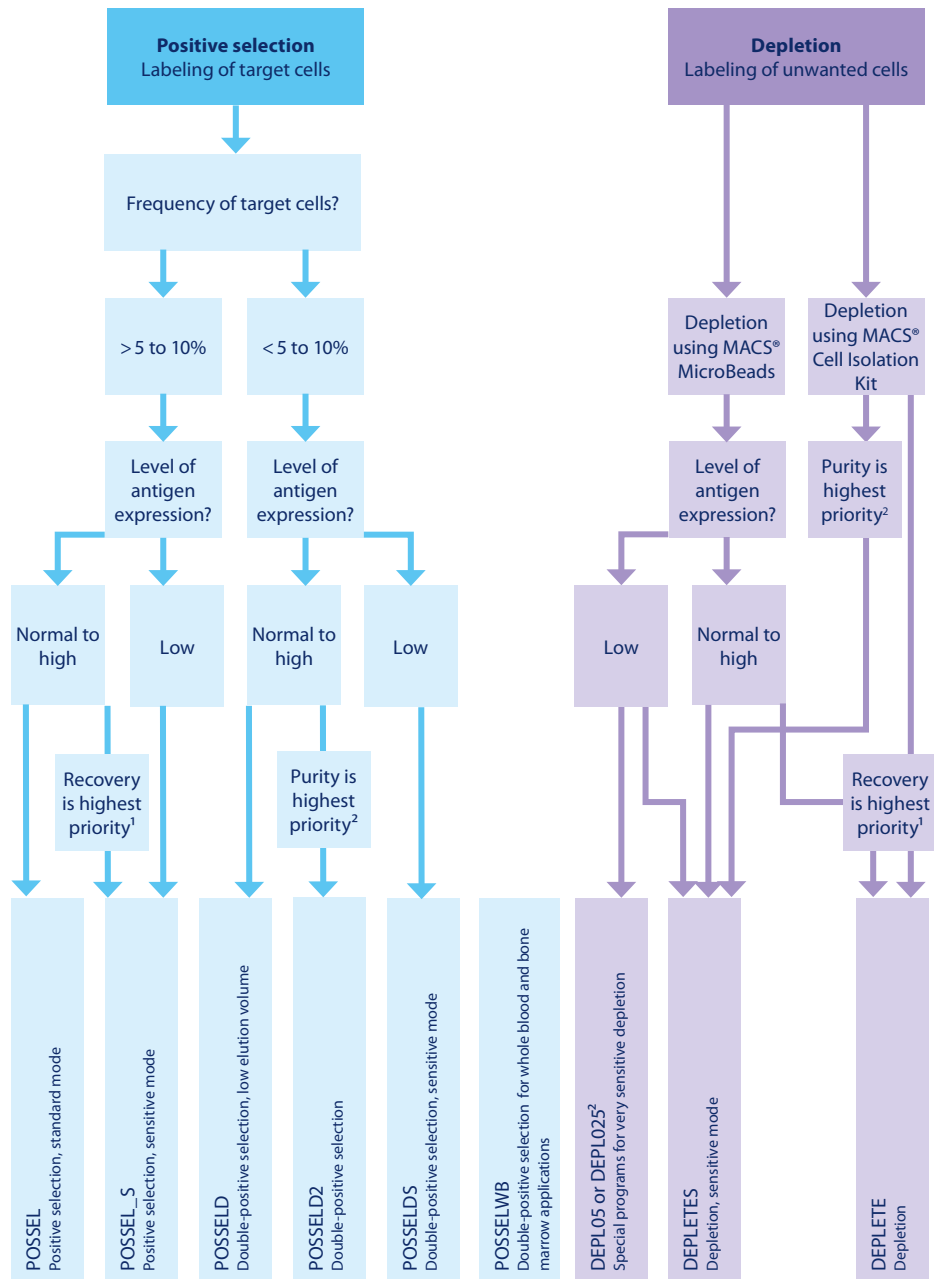 Positive selection
Labeling of target cells
Depletion
Labeling of unwanted cells
Frequency of target cells?
> 5 to 10%
< 5 to 10%
Depletion
using MACS®
MicroBeads
Depletion
using MACS®
Cell Isolation
Kit
Level of
antigen
expression?
Level of
antigen
expression?
Level of
antigen
expression?
Purity is
highest
priority²
Normal to
high
Low
Normal to
high
Low
Low
Normal to
high
Recovery
is highest
priority¹
Purity is
highest
priority²
Recovery
is highest
priority¹
POSSEL
Positive selection, standard mode
POSSEL_S
Positive selection, sensitive mode
POSSELD
Double-positive selection, low elution volume
POSSELD2
Double-positive selection
POSSELDS
Double-positive selection, sensitive mode
POSSELWB
Double-positive selection for whole blood and bone
marrow applications
DEPL05 or DEPL025²
Special programs for very sensitive depletion
DEPLETES
Depletion, sensitive mode
DEPLETE
Depletion